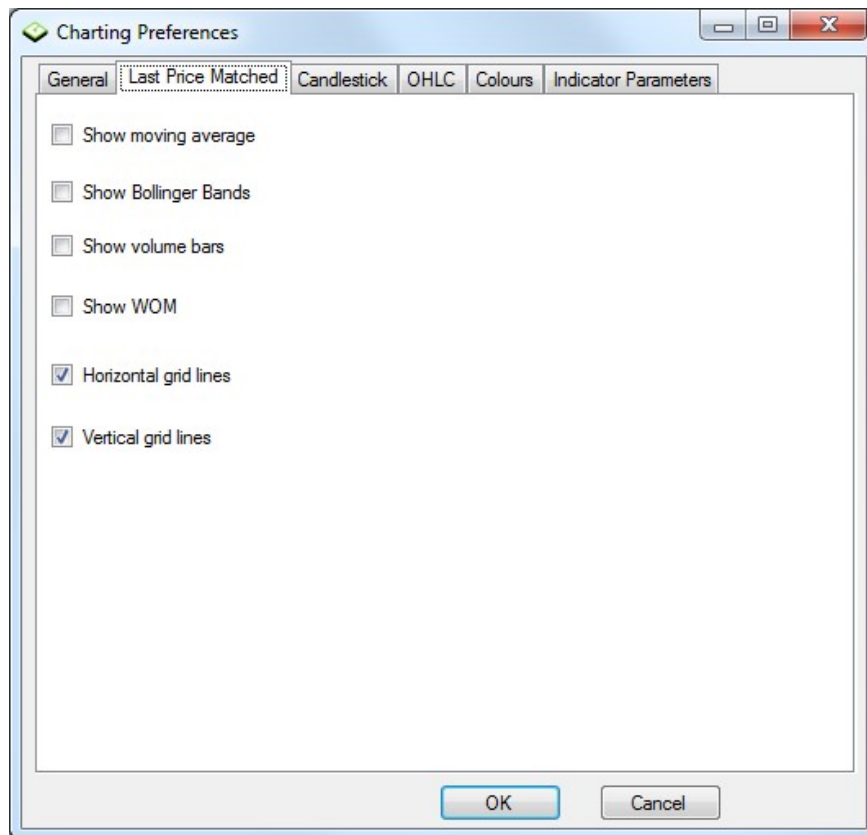 Charting Preferences
General Last Price Matched Candlestick OHLC Colours Indicator Parameters
Show moving average
Show Bollinger Bands
Show volume bars
Show WOM
Horizontal grid lines
Vertical grid lines
OK Cancel